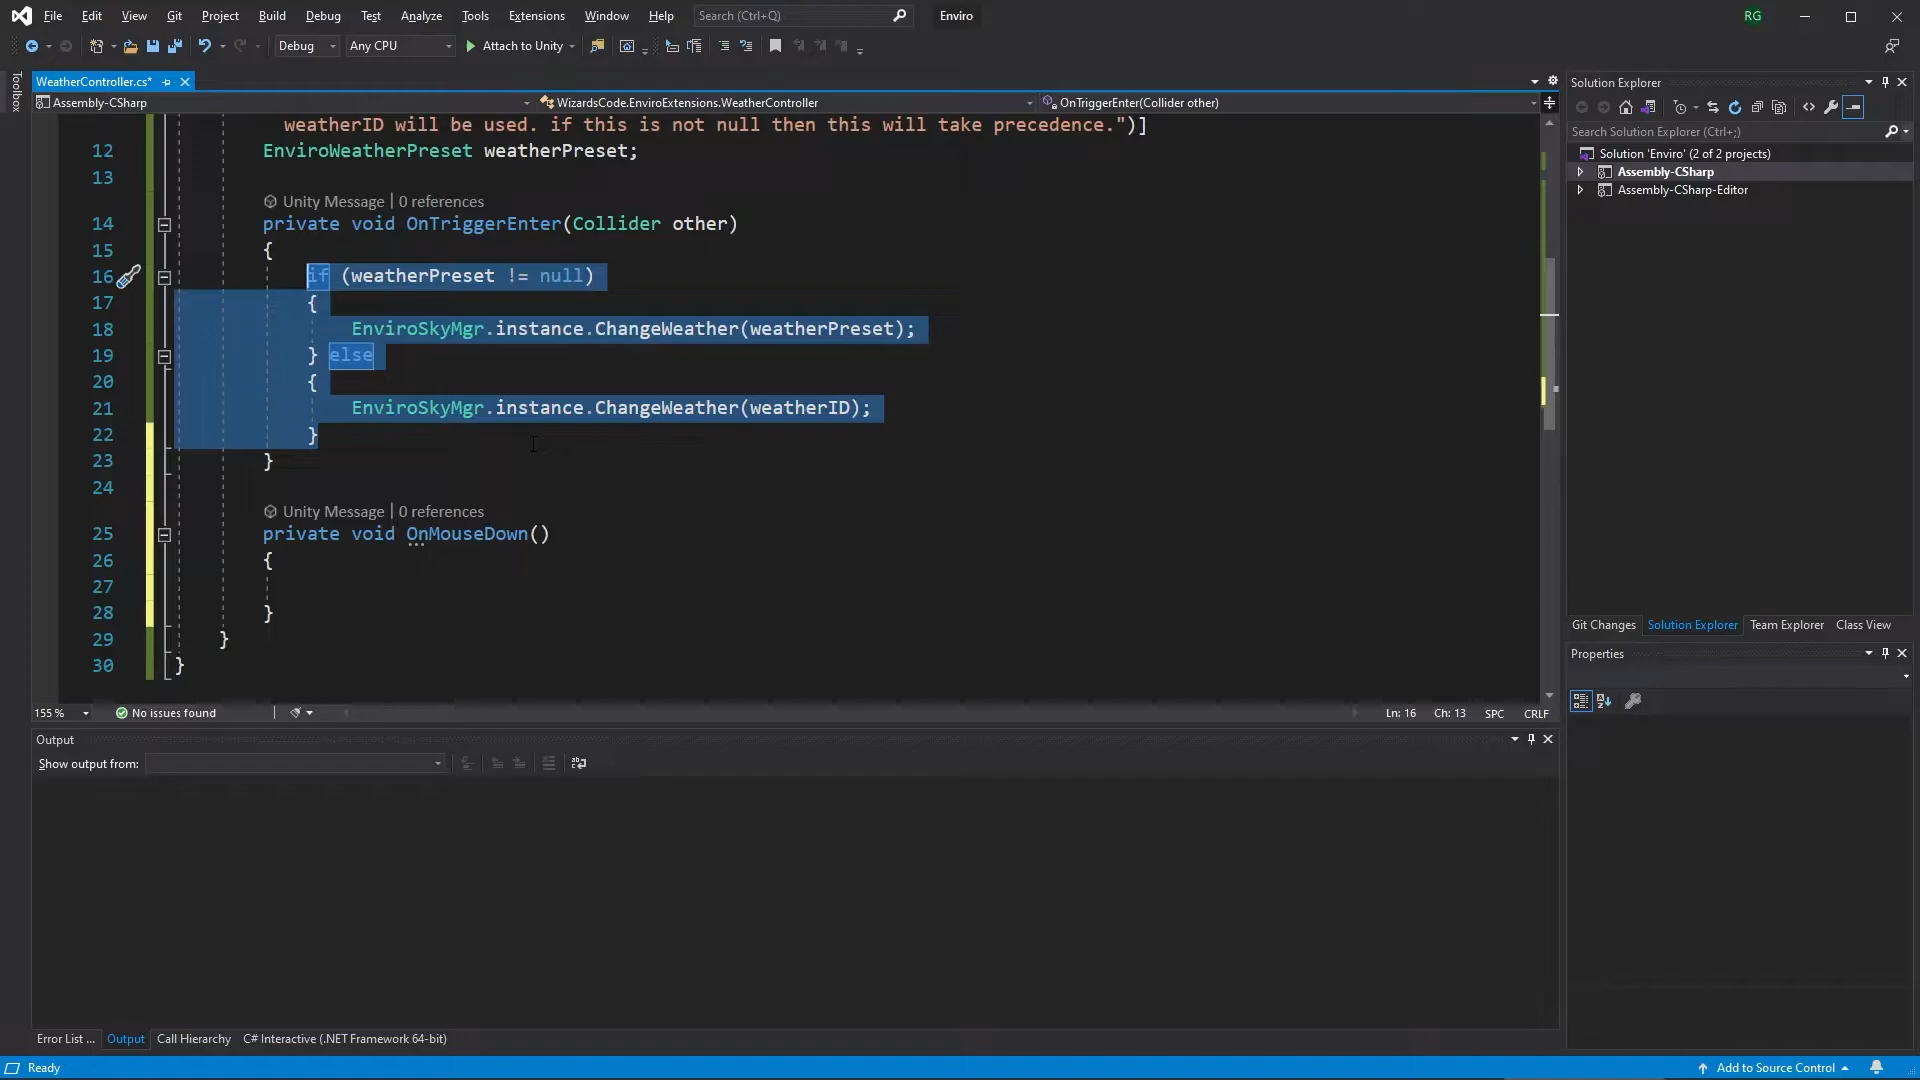 File Edit View Git Project Build Debug Test Analyze Tools Extensions Window Help Search (Ctrl+Q) Enviro RG
Debug Any CPU Attach to Unity
Toolbox
WeatherController.cs*
Assembly-CSharp WizardsCode.EnviroExtensions.WeatherController OnTriggerEnter(Collider other)
weatherID will be used. if this is not null then this will take precedence.")]
12 EnviroWeatherPreset weatherPreset;
13
Unity Message | 0 references
14 private void OnTriggerEnter(Collider other)
15 {
16 if (weatherPreset != null)
17 {
18 EnviroSkyMgr.instance.ChangeWeather(weatherPreset);
19 } else
20 {
21 EnviroSkyMgr.instance.ChangeWeather(weatherID);
22 }
23 }
24
Unity Message | 0 references
25 private void OnMouseDown()
26 {
27
28 }
29 }
30 }
155 % No issues found Ln: 16 Ch: 13 SPC CRLF
Output
Show output from:
Error List ... Output Call Hierarchy C# Interactive (.NET Framework 64-bit)
Solution Explorer
Search Solution Explorer (Ctrl+;)
Solution 'Enviro' (2 of 2 projects)
Assembly-CSharp
Assembly-CSharp-Editor
Git Changes Solution Explorer Team Explorer Class View
Properties
Ready Add to Source Control